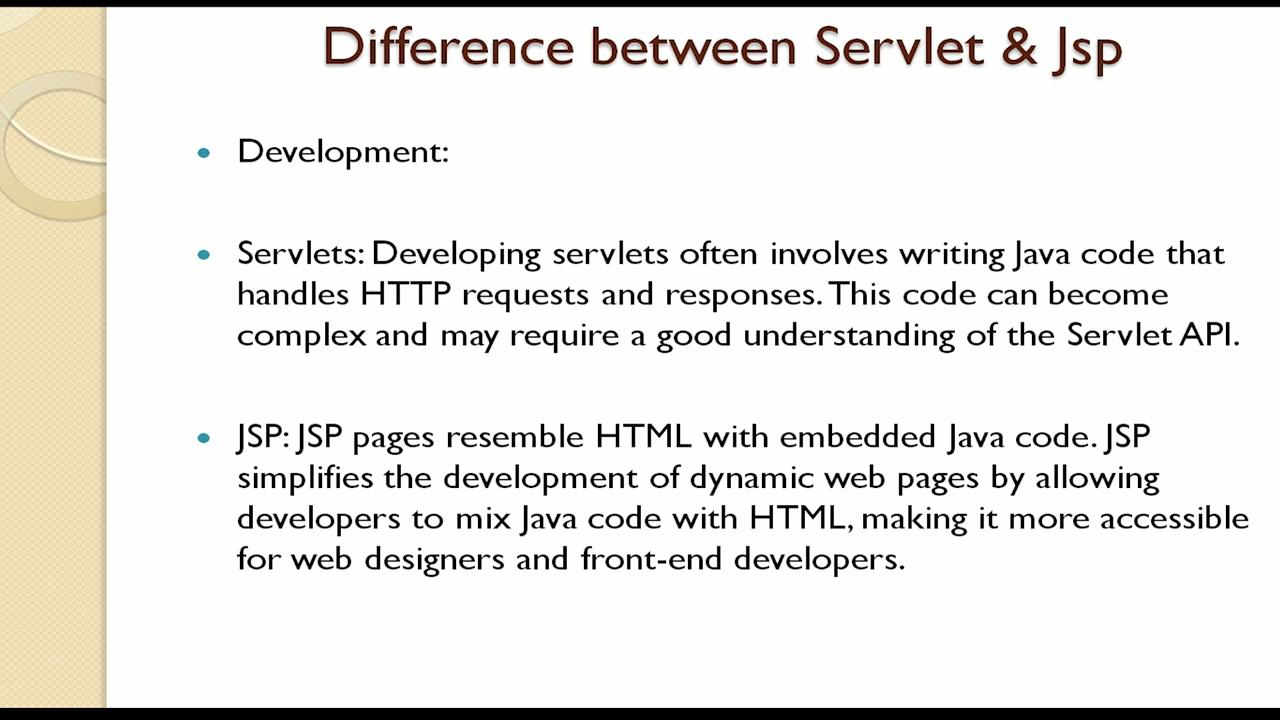 Difference between Servlet & Jsp
• Development:
• Servlets: Developing servlets often involves writing Java code that
handles HTTP requests and responses. This code can become
complex and may require a good understanding of the Servlet API.
• JSP: JSP pages resemble HTML with embedded Java code. JSP
simplifies the development of dynamic web pages by allowing
developers to mix Java code with HTML, making it more accessible
for web designers and front-end developers.